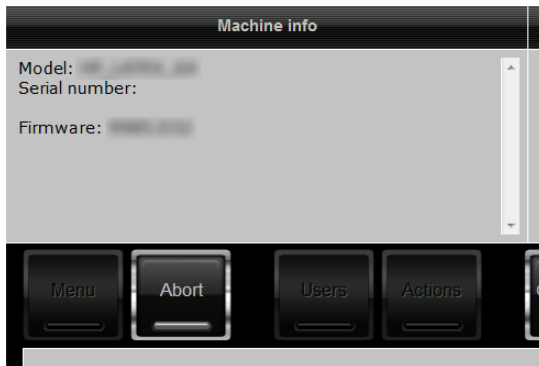 Machine info
Model:
Serial number:
Firmware:
Menu
Abort
Users
Actions